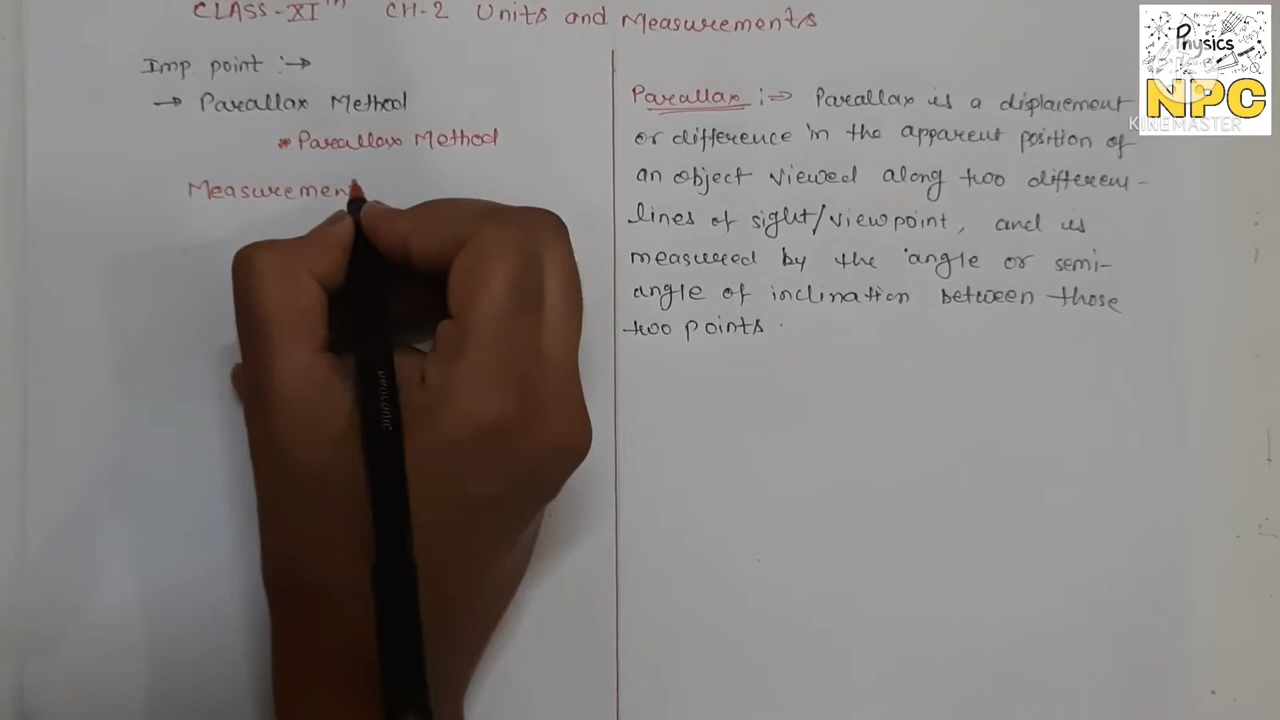 CLASS-XIth CH-2 Units and Measurements
Imp point :→
→ Parallax Method
* Parallax Method
Measuremen
Parallax :⇒ Parallax is a displacement
or difference in the apparent position of
an object viewed along two different-
lines of sight/viewpoint, and is
measured by the angle or semi-
angle of inclination between those
two points.
Physics
NPC
KINEMASTER
pentonic